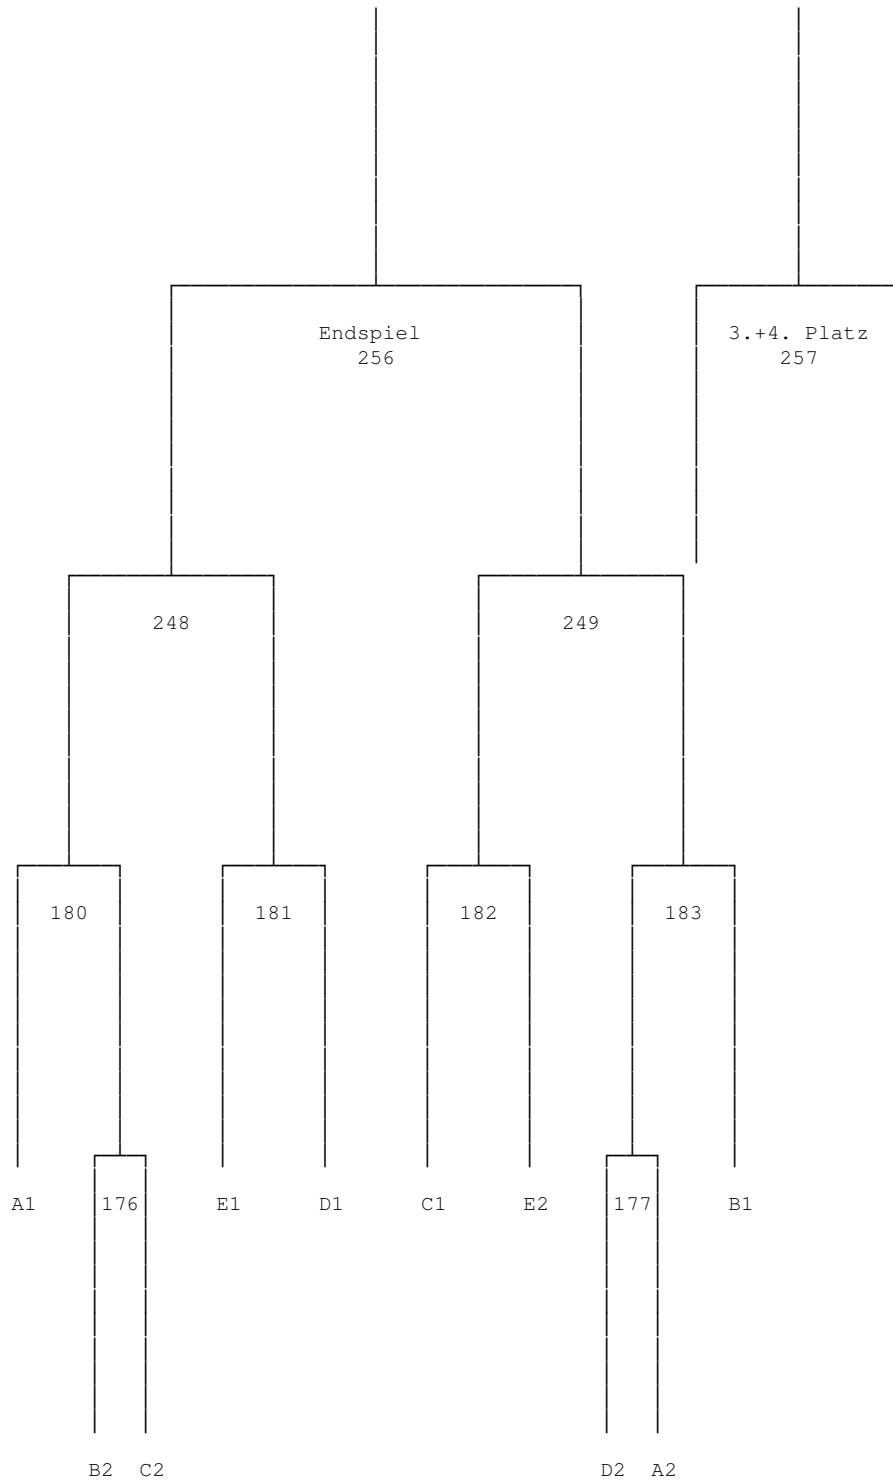 Endspiel
256
3.+4. Platz
257
248
249
180
181
182
183
A1
176
E1
D1
C1
E2
177
B1
B2
C2
D2
A2